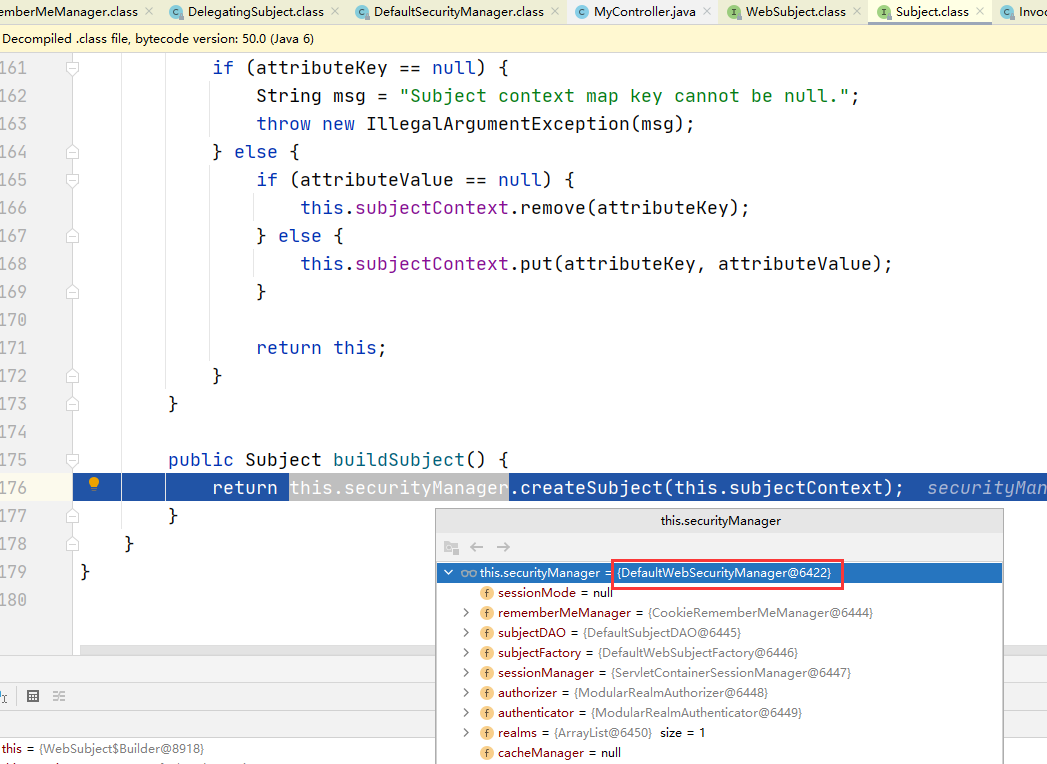 emberMeManager.class × DelegatingSubject.class × DefaultSecurityManager.class × MyController.java × WebSubject.class × Subject.class × Invoc
Decompiled .class file, bytecode version: 50.0 (Java 6)
161 if (attributeKey == null) {
162 String msg = "Subject context map key cannot be null.";
163 throw new IllegalArgumentException(msg);
164 } else {
165 if (attributeValue == null) {
166 this.subjectContext.remove(attributeKey);
167 } else {
168 this.subjectContext.put(attributeKey, attributeValue);
169 }
170
171 return this;
172 }
173 }
174
175 public Subject buildSubject() {
176 return this.securityManager.createSubject(this.subjectContext); securityMan
177 }
178 }
179 }
180
this.securityManager
this.securityManager = {DefaultWebSecurityManager@6422}
sessionMode = null
rememberMeManager = {CookieRememberMeManager@6444}
subjectDAO = {DefaultSubjectDAO@6445}
subjectFactory = {DefaultWebSubjectFactory@6446}
sessionManager = {ServletContainerSessionManager@6447}
authorizer = {ModularRealmAuthorizer@6448}
authenticator = {ModularRealmAuthenticator@6449}
realms = {ArrayList@6450} size = 1
cacheManager = null
this = {WebSubject$Builder@8918}